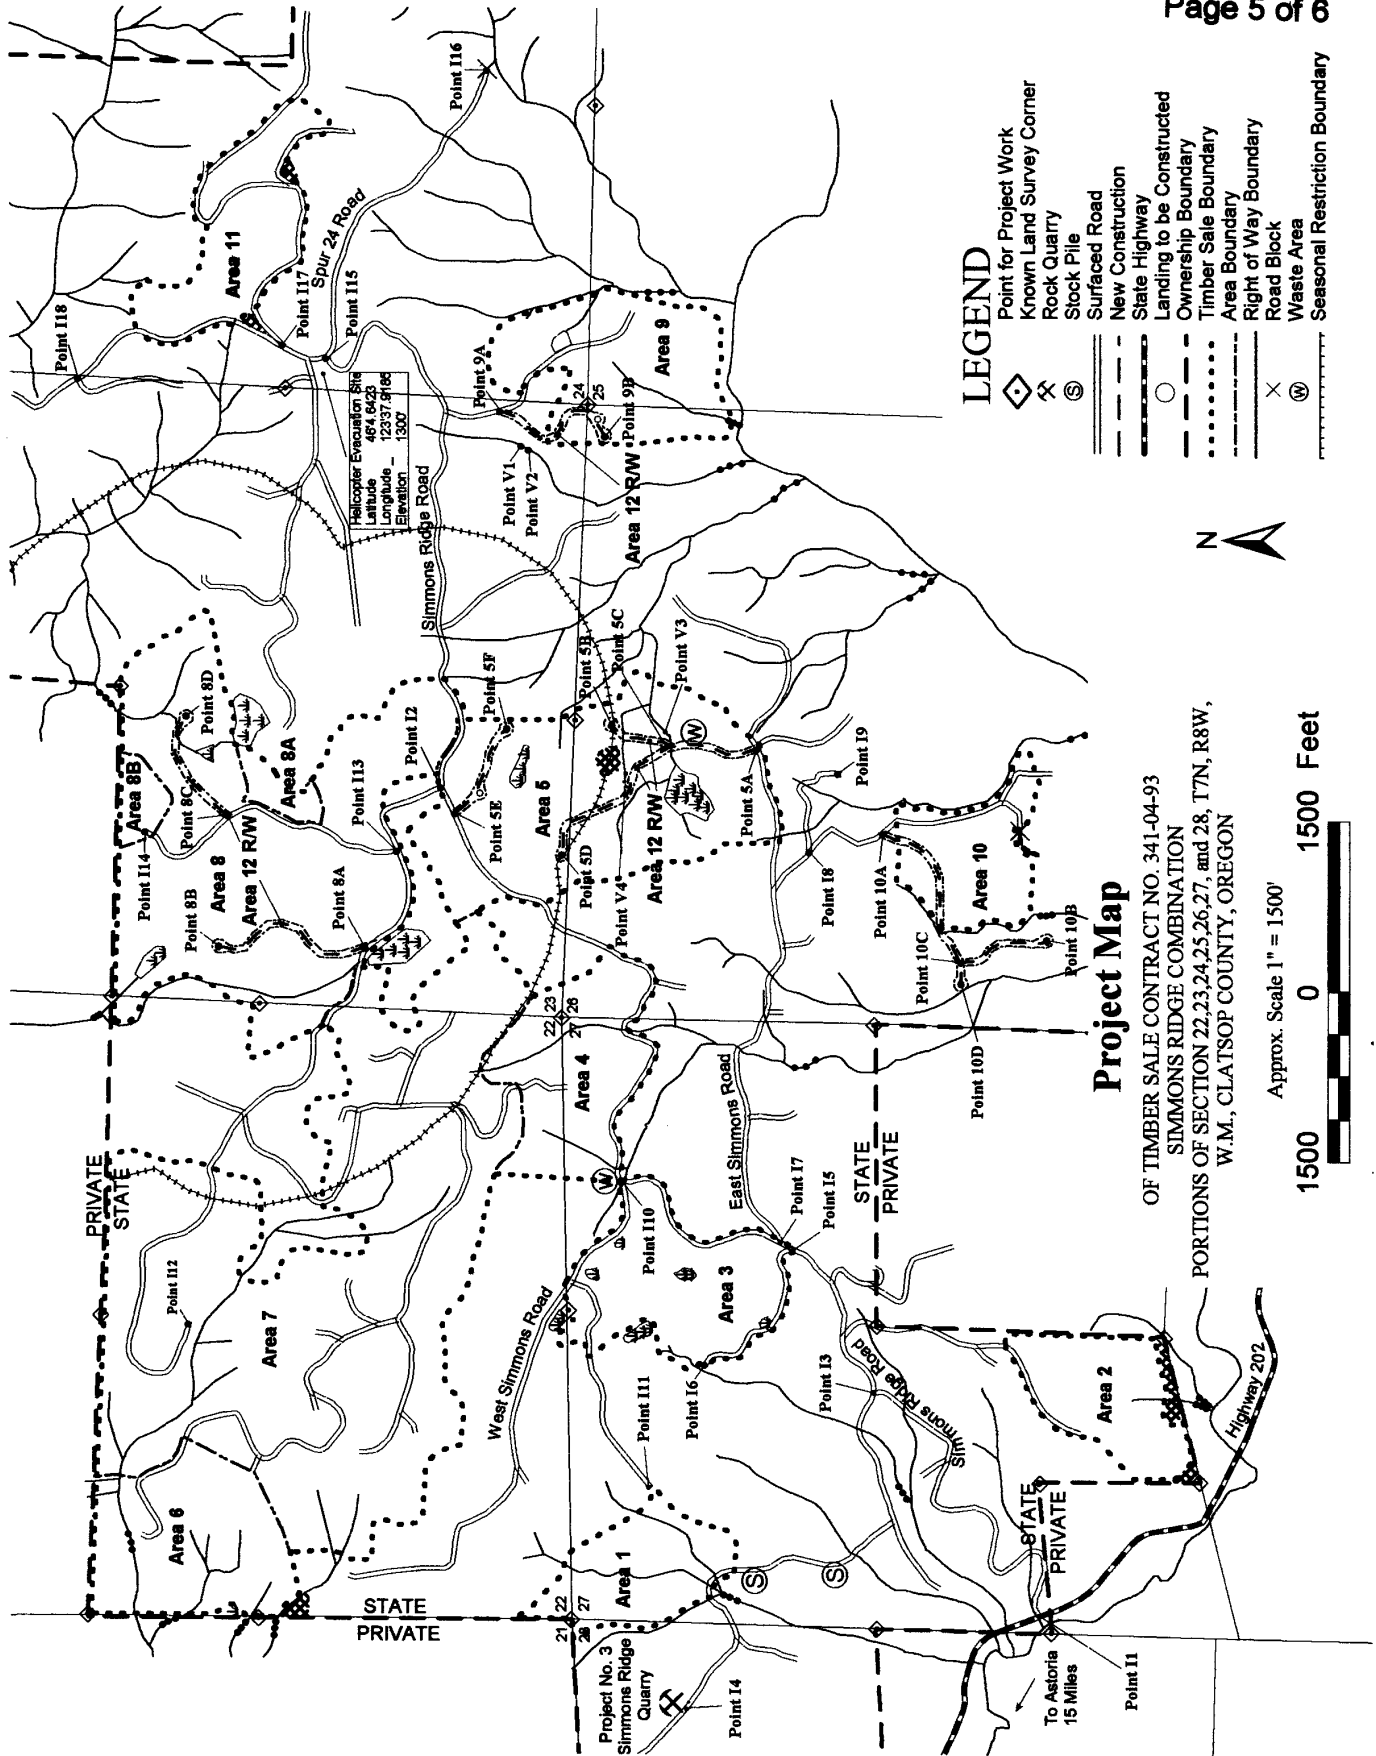 Page 5 of 6
LEGEND
Point for Project Work
Known Land Survey Corner
Rock Quarry
Stock Pile
Surfaced Road
New Construction
State Highway
Landing to be Constructed
Ownership Boundary
Timber Sale Boundary
Area Boundary
Right of Way Boundary
Road Block
Waste Area
Seasonal Restriction Boundary
S
W
N
Project Map
OF TIMBER SALE CONTRACT NO. 341-04-93
SIMMONS RIDGE COMBINATION
PORTIONS OF SECTION 22,23,24,25,26,27, and 28, T7N, R8W,
W.M., CLATSOP COUNTY, OREGON
Approx. Scale 1" = 1500'
1500 0 1500 Feet
Helicopter Evacuation Site
Latitude
Longitude
Elevation 1300'
Point I16
Spur 24 Road
Area 11
Point I17
Point I15
Point I18
Point 9A
Area 9
24
25
Point 9B
Point V1
Point V2
Area 12 R/W
Simmons Ridge Road
Point 8D
Area 8B
Point 8C
Area 8A
Point I14
Area 8
Area 12 R/W
Point 8B
Point I13
Point 8A
Point I2
Point 5F
Point 5E
Area 5
Point 5D
Point 5B
Point 5C
Point V3
W
Point V4
Area 12 R/W
Point 5A
Point I9
Point I8
Point 10A
Area 10
Point 10C
Point 10B
Point 10D
22 23
27 26
Area 4
East Simmons Road
STATE
PRIVATE
PRIVATE
STATE
W
Point I10
Point I7
Point I5
Area 3
Point I12
Area 7
West Simmons Road
Point I11
Point I6
Point I3
Simmons Ridge Road
Area 2
Highway 202
STATE
PRIVATE
Area 6
STATE
PRIVATE
21 22
28 27
Area 1
S
S
Project No. 3
Simmons Ridge
Quarry
Point I4
To Astoria
15 Miles
Point I1